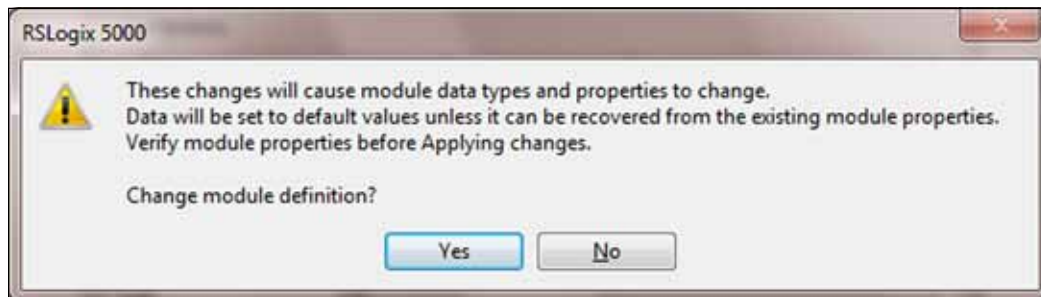 RSLogix 5000
These changes will cause module data types and properties to change.
Data will be set to default values unless it can be recovered from the existing module properties.
Verify module properties before Applying changes.
Change module definition?
Yes No